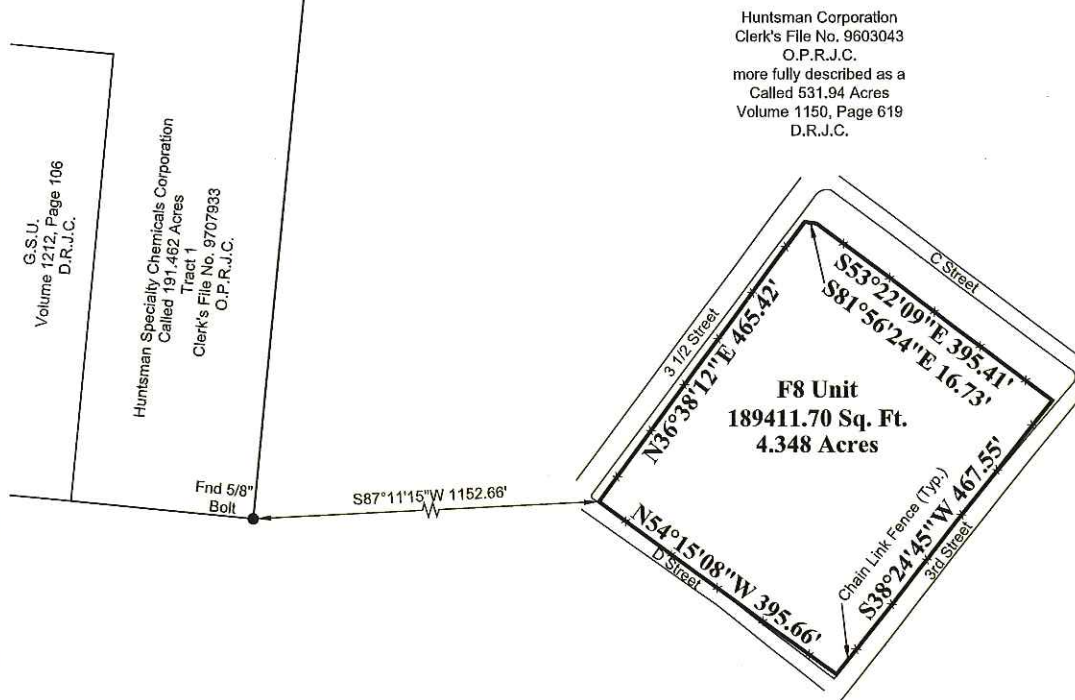 Huntsman Corporation
Clerk's File No. 9603043
O.P.R.J.C.
more fully described as a
Called 531.94 Acres
Volume 1150, Page 619
D.R.J.C.
G.S.U.
Volume 1212, Page 106
D.R.J.C.
Huntsman Specialty Chemicals Corporation
Called 191.462 Acres
Tract 1
Clerk's File No. 9707933
O.P.R.J.C.
Fnd 5/8"
Bolt
S87°11'15"W 1152.66'
3 1/2 Street
N36°38'12"E 465.42'
C Street
S53°22'09"E 395.41'
S81°56'24"E 16.73'
F8 Unit
189411.70 Sq. Ft.
4.348 Acres
Chain Link Fence (Typ.)
S38°24'45"W 467.55'
3rd Street
N54°15'08"W 395.66'
D Street